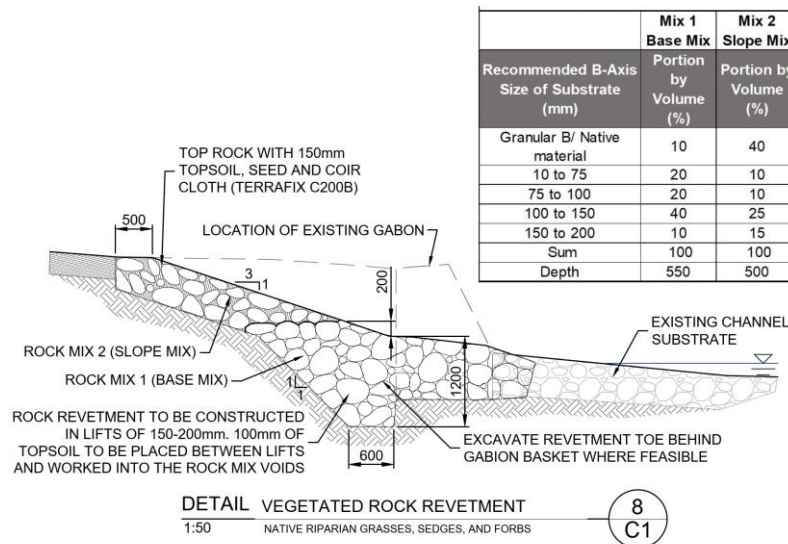 Mix 1 Mix 2
Base Mix Slope Mix
Recommended B-Axis Size of Substrate (mm) Portion by Volume (%) Portion by Volume (%)
Granular B/ Native material 10 40
10 to 75 20 10
75 to 100 20 10
100 to 150 40 25
150 to 200 10 15
Sum 100 100
Depth 550 500
TOP ROCK WITH 150mm
TOPSOIL, SEED AND COIR
CLOTH (TERRAFIX C200B)
500
LOCATION OF EXISTING GABON
3
1
200
ROCK MIX 2 (SLOPE MIX)
ROCK MIX 1 (BASE MIX)
1
1
1200
EXISTING CHANNEL
SUBSTRATE
ROCK REVETMENT TO BE CONSTRUCTED
IN LIFTS OF 150-200mm. 100mm OF
TOPSOIL TO BE PLACED BETWEEN LIFTS
AND WORKED INTO THE ROCK MIX VOIDS
600
EXCAVATE REVETMENT TOE BEHIND
GABION BASKET WHERE FEASIBLE
DETAIL VEGETATED ROCK REVETMENT
1:50 NATIVE RIPARIAN GRASSES, SEDGES, AND FORBS
8
C1